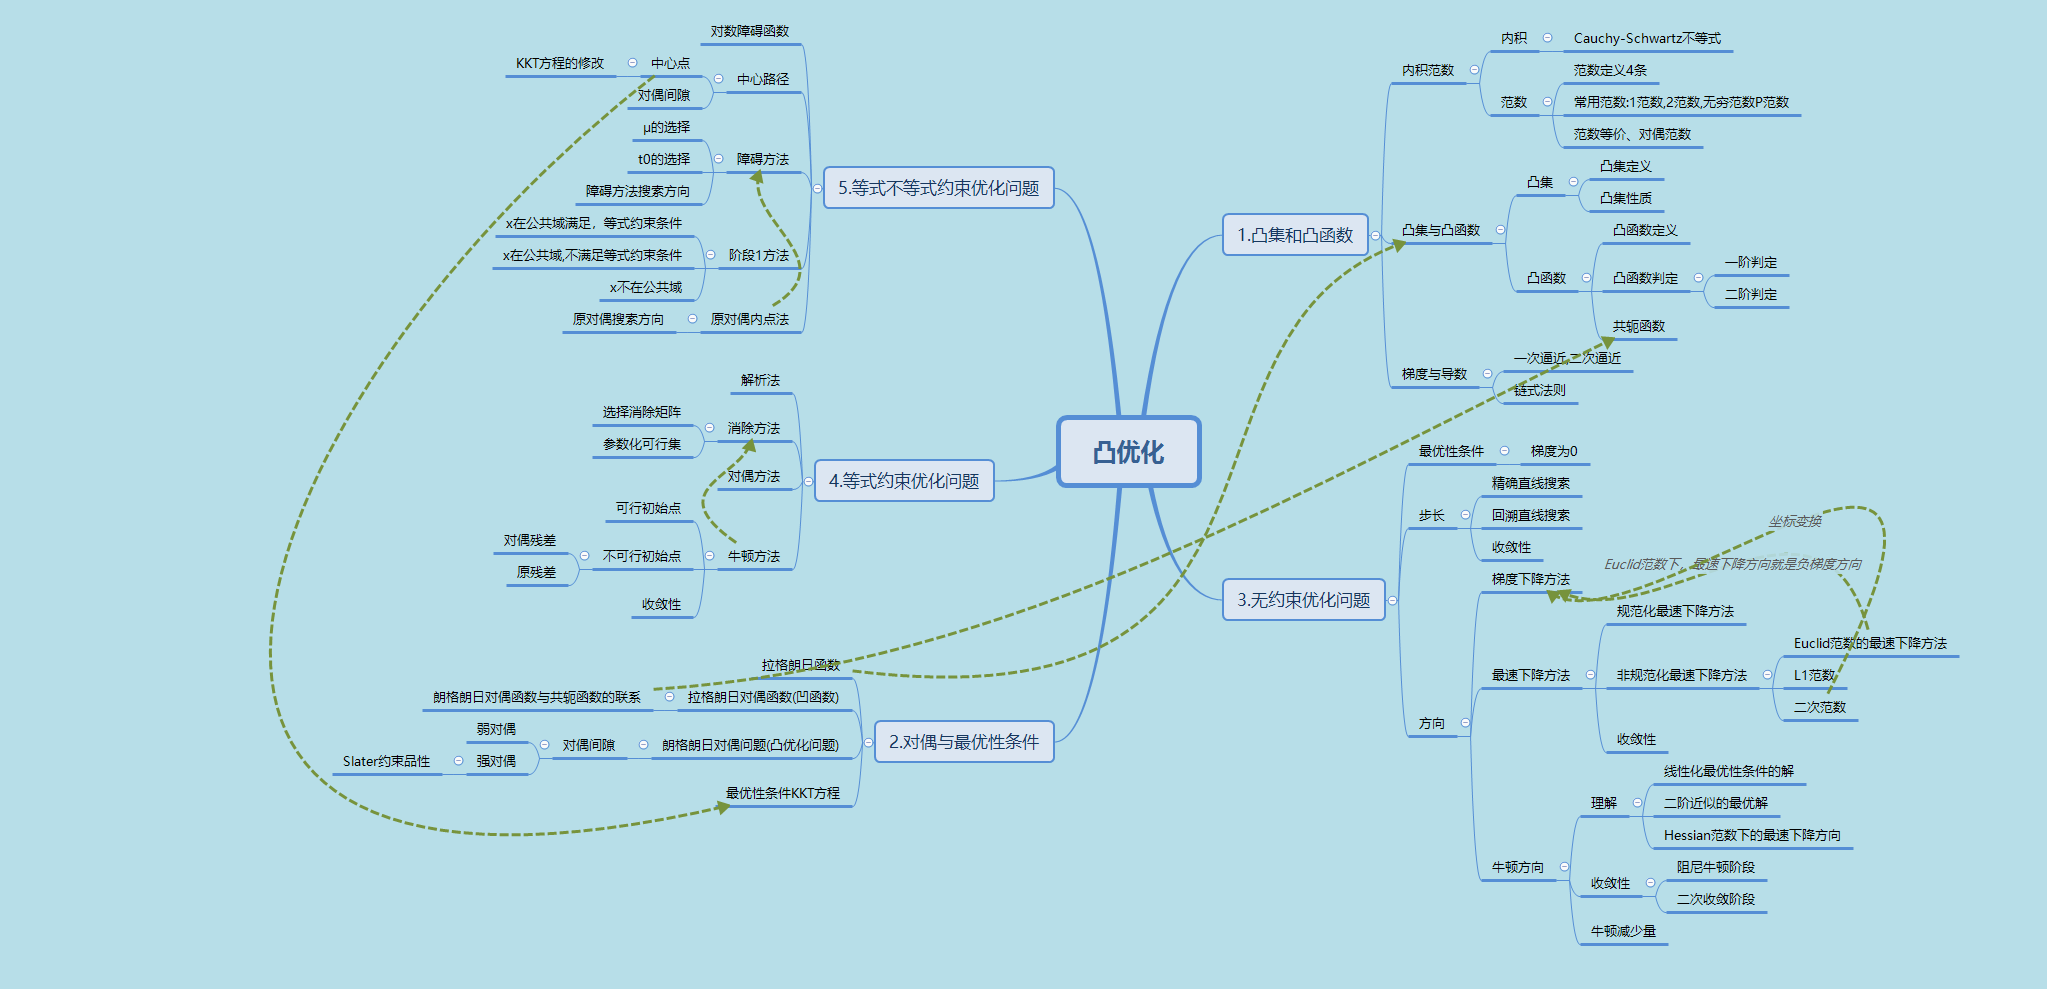 凸优化
1.凸集和凸函数
内积范数
内积
Cauchy-Schwartz不等式
范数
范数定义4条
常用范数:1范数,2范数,无穷范数P范数
范数等价、对偶范数
凸集与凸函数
凸集
凸集定义
凸集性质
凸函数
凸函数定义
凸函数判定
一阶判定
二阶判定
共轭函数
梯度与导数
一次逼近,二次逼近
链式法则
2.对偶与最优性条件
拉格朗日函数
拉格朗日对偶函数(凹函数)
朗格朗日对偶函数与共轭函数的联系
朗格朗日对偶问题(凸优化问题)
对偶间隙
弱对偶
强对偶
Slater约束品性
最优性条件KKT方程
3.无约束优化问题
最优性条件
梯度为0
步长
精确直线搜索
回溯直线搜索
收敛性
方向
梯度下降方法
坐标变换
Euclid范数下，最速下降方向就是负梯度方向
最速下降方法
规范化最速下降方法
非规范化最速下降方法
Euclid范数的最速下降方法
L1范数
二次范数
收敛性
牛顿方向
理解
线性化最优性条件的解
二阶近似的最优解
Hessian范数下的最速下降方向
收敛性
阻尼牛顿阶段
二次收敛阶段
牛顿减少量
4.等式约束优化问题
解析法
消除方法
选择消除矩阵
参数化可行集
对偶方法
牛顿方法
可行初始点
不可行初始点
对偶残差
原残差
收敛性
5.等式不等式约束优化问题
对数障碍函数
中心路径
中心点
KKT方程的修改
对偶间隙
障碍方法
μ的选择
t0的选择
障碍方法搜索方向
阶段1方法
x在公共域满足，等式约束条件
x在公共域,不满足等式约束条件
x不在公共域
原对偶内点法
原对偶搜索方向